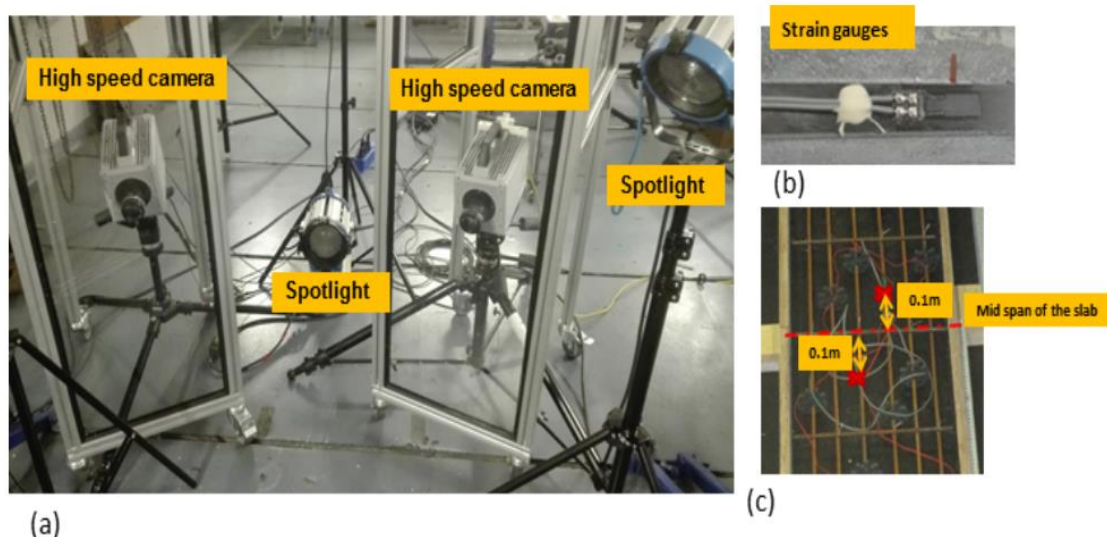 High speed camera
High speed camera
Spotlight
Spotlight
(a)
Strain gauges
(b)
0.1m
Mid span of the slab
0.1m
(c)